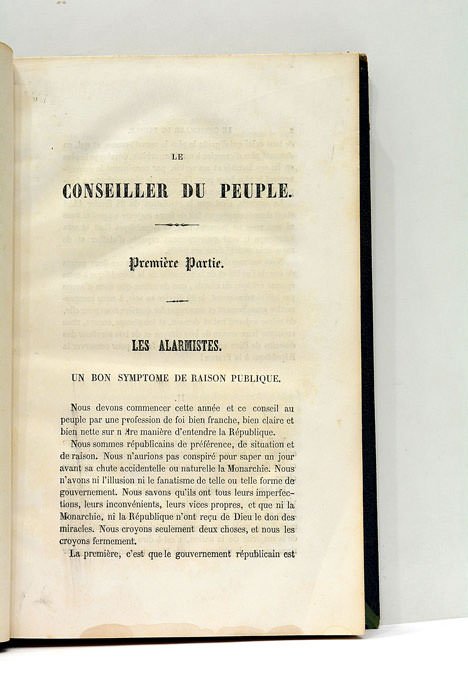 LE
CONSEILLER DU PEUPLE.
Première Partie.
LES ALARMISTES.
UN BON SYMPTOME DE RAISON PUBLIQUE.
Nous devons commencer cette année et ce conseil au
peuple par une profession de foi bien franche, bien claire et
bien nette sur n tre manière d'entendre la République.
Nous sommes républicains de préférence, de situation et
de raison. Nous n'aurions pas conspiré pour saper un jour
avant sa chute accidentelle ou naturelle la Monarchie. Nous
n'avons ni l'illusion ni le fanatisme de telle ou telle forme de
gouvernement. Nous savons qu'ils ont tous leurs imperfec-
tions, leurs inconvénients, leurs vices propres, et que ni la
Monarchie, ni la République n'ont reçu de Dieu le don des
miracles. Nous croyons seulement deux choses, et nous les
croyons fermement.
La première, c'est que le gouvernement républicain est